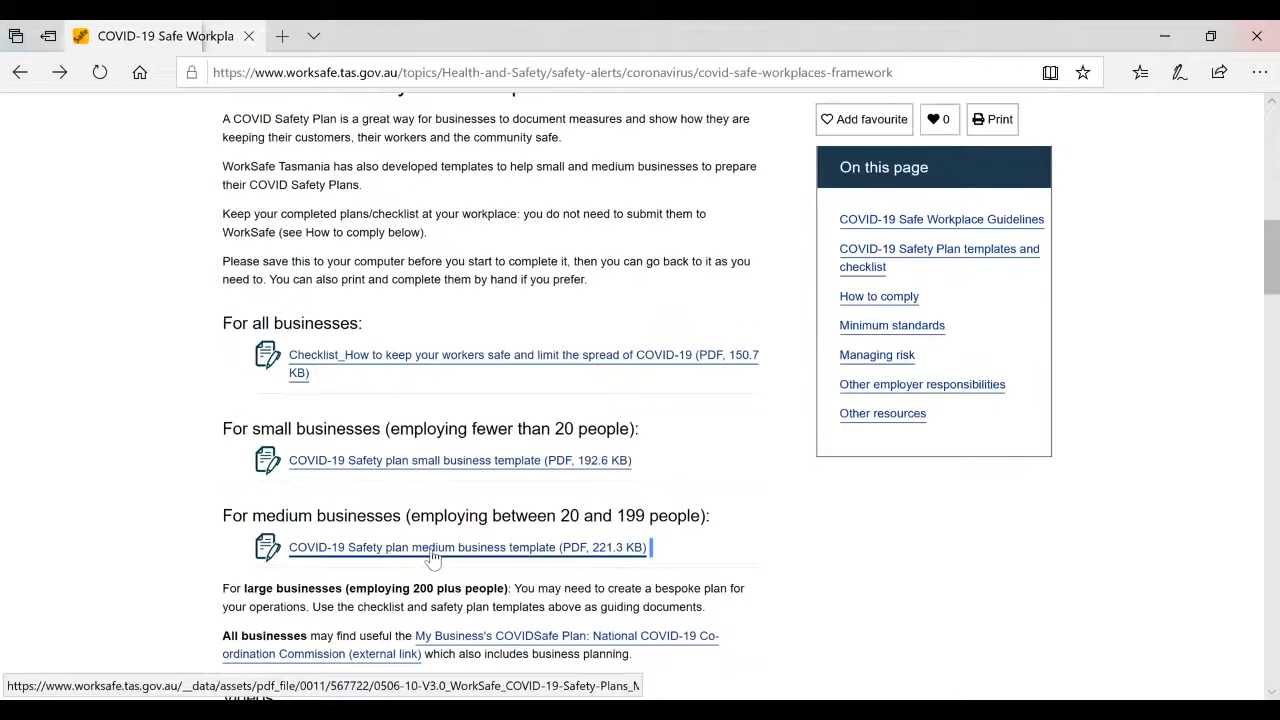 COVID-19 Safe Workpla
https://www.worksafe.tas.gov.au/topics/Health-and-Safety/safety-alerts/coronavirus/covid-safe-workplaces-framework
A COVID Safety Plan is a great way for businesses to document measures and show how they are
keeping their customers, their workers and the community safe.
WorkSafe Tasmania has also developed templates to help small and medium businesses to prepare
their COVID Safety Plans.
Keep your completed plans/checklist at your workplace: you do not need to submit them to
WorkSafe (see How to comply below).
Please save this to your computer before you start to complete it, then you can go back to it as you
need to. You can also print and complete them by hand if you prefer.
For all businesses:
Checklist_How to keep your workers safe and limit the spread of COVID-19 (PDF, 150.7
KB)
For small businesses (employing fewer than 20 people):
COVID-19 Safety plan small business template (PDF, 192.6 KB)
For medium businesses (employing between 20 and 199 people):
COVID-19 Safety plan medium business template (PDF, 221.3 KB)
For large businesses (employing 200 plus people): You may need to create a bespoke plan for
your operations. Use the checklist and safety plan templates above as guiding documents.
All businesses may find useful the My Business's COVIDSafe Plan: National COVID-19 Co-
ordination Commission (external link) which also includes business planning.
Add favourite
0
Print
On this page
COVID-19 Safe Workplace Guidelines
COVID-19 Safety Plan templates and
checklist
How to comply
Minimum standards
Managing risk
Other employer responsibilities
Other resources
https://www.worksafe.tas.gov.au/__data/assets/pdf_file/0011/567722/0506-10-V3.0_WorkSafe_COVID-19-Safety-Plans_M